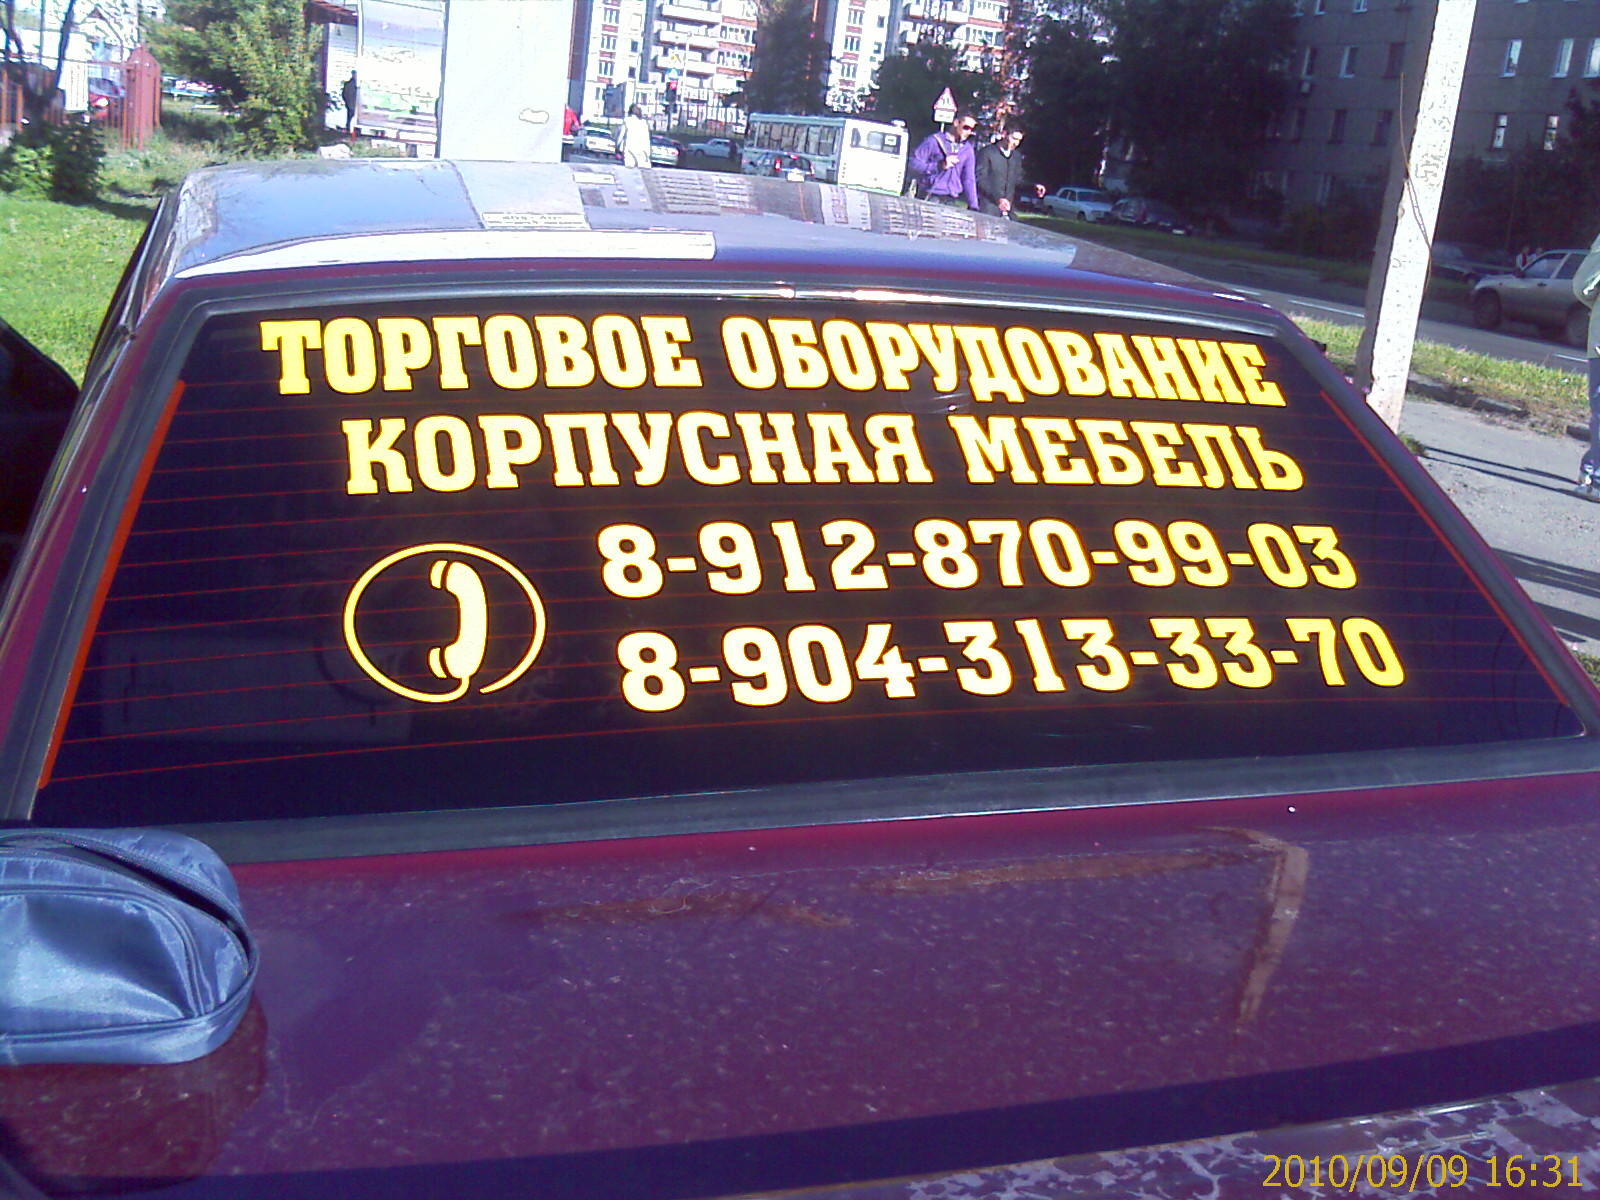 ТОРГОВОЕ ОБОРУДОВАНИЕ
КОРПУСНАЯ МЕБЕЛЬ
8-912-870-99-03
8-904-313-33-70
2010/09/09 16:31